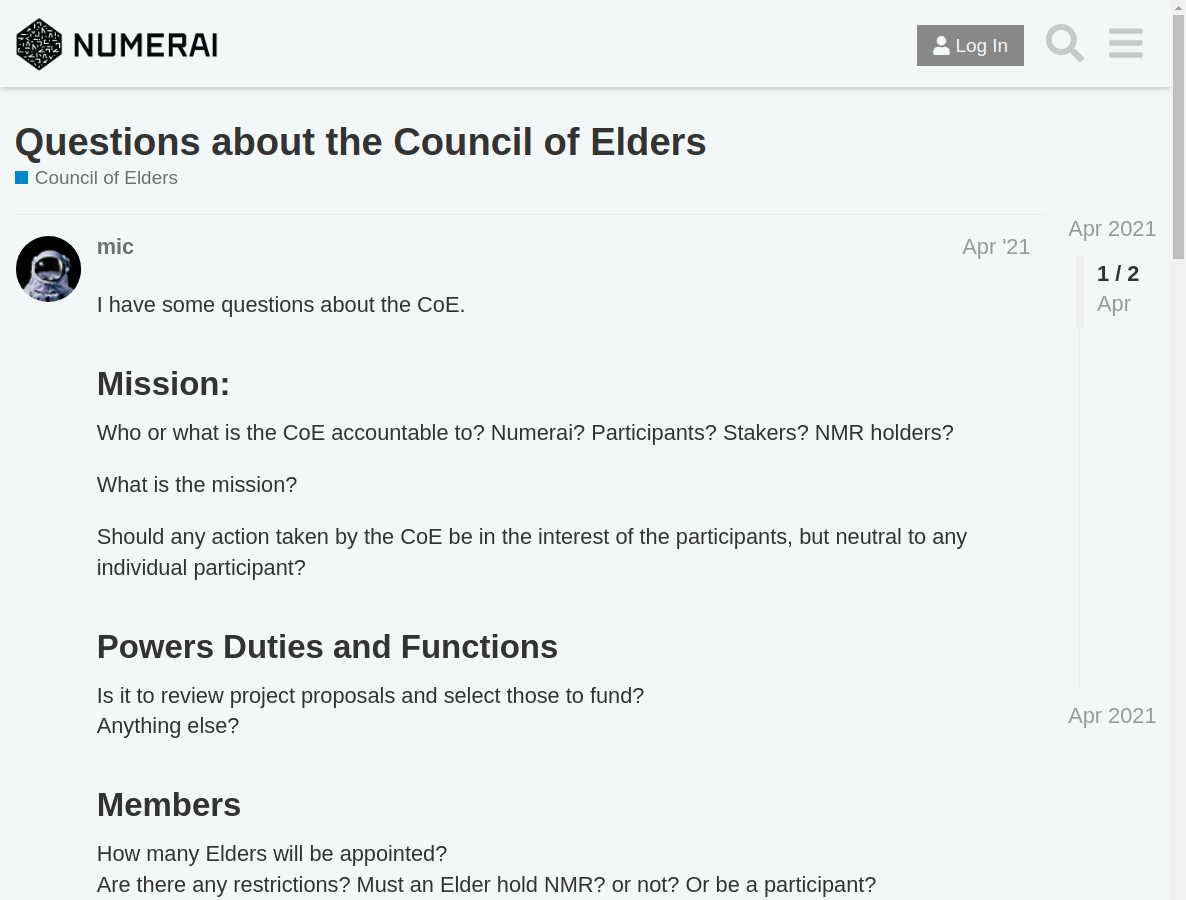 NUMERAI
Log In
Questions about the Council of Elders
Council of Elders
mic
Apr '21
Apr 2021
1 / 2
Apr
I have some questions about the CoE.
Mission:
Who or what is the CoE accountable to? Numerai? Participants? Stakers? NMR holders?
What is the mission?
Should any action taken by the CoE be in the interest of the participants, but neutral to any
individual participant?
Powers Duties and Functions
Is it to review project proposals and select those to fund?
Anything else?
Apr 2021
Members
How many Elders will be appointed?
Are there any restrictions? Must an Elder hold NMR? or not? Or be a participant?